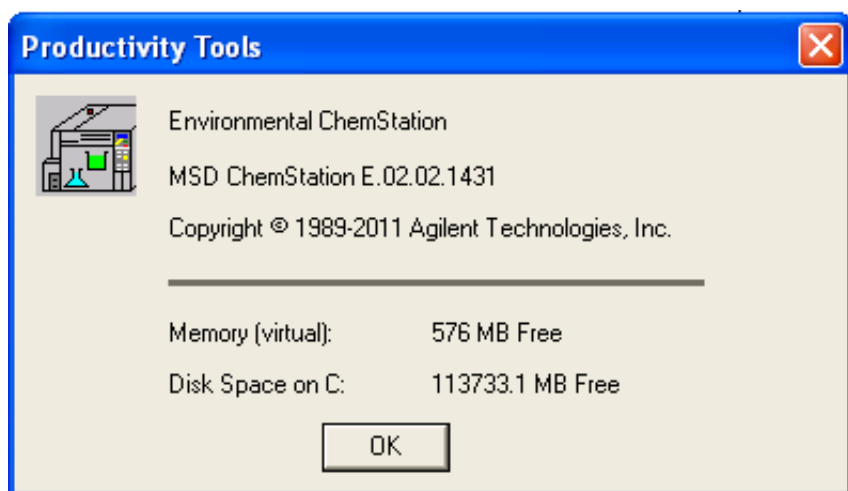 Productivity Tools
Environmental ChemStation
MSD ChemStation E.02.02.1431
Copyright © 1989-2011 Agilent Technologies, Inc.
Memory (virtual): 576 MB Free
Disk Space on C: 113733.1 MB Free
OK